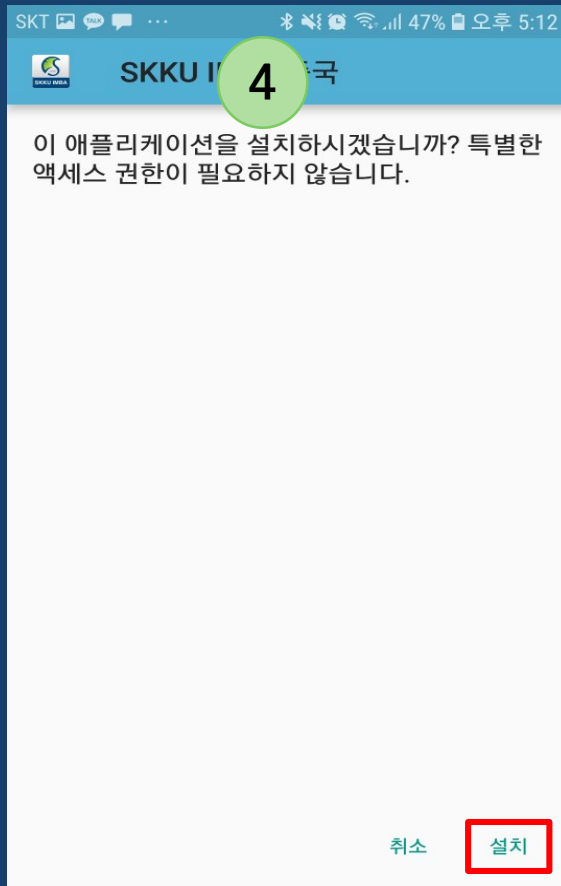 SKT ··· 47% 오후 5:12
SKKU IMBA
SKKU
4
국
이 애플리케이션을 설치하시겠습니까? 특별한
액세스 권한이 필요하지 않습니다.
취소 설치